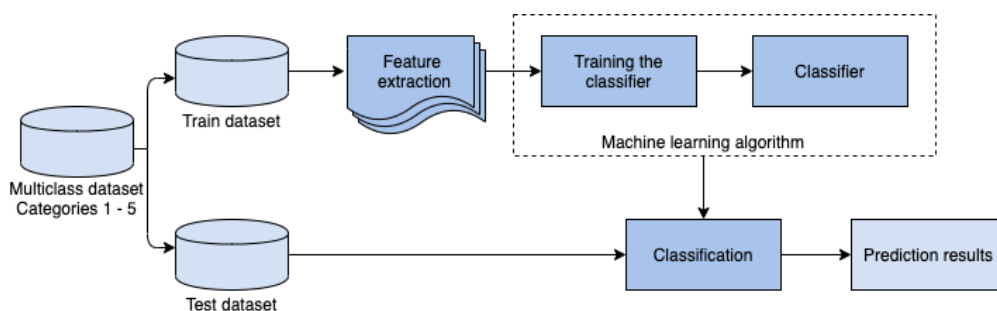 Feature
extraction
Training the
classifier
Classifier
Train dataset
Machine learning algorithm
Multiclass dataset
Categories 1 - 5
Classification
Prediction results
Test dataset